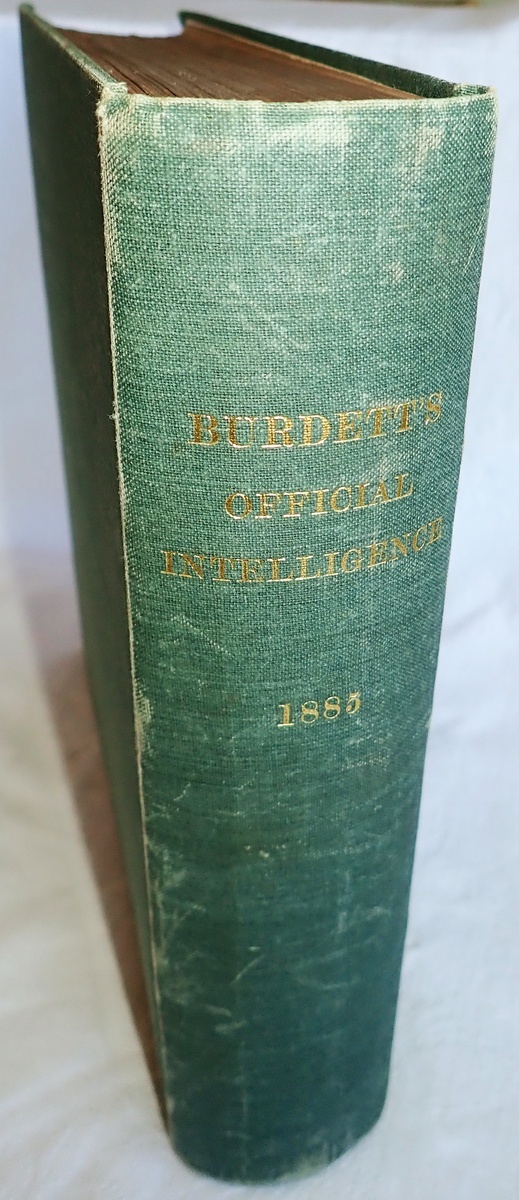 BURDETT'S
OFFICIAL
INTELLIGENCE
1885